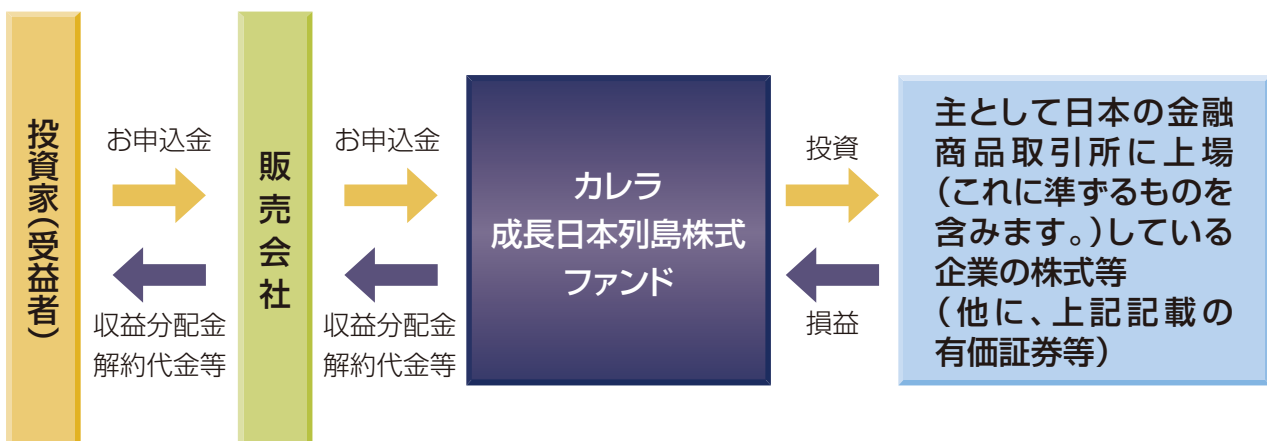 投資家(受益者)
お申込金
収益分配金
解約代金等
販売会社
お申込金
収益分配金
解約代金等
カレラ
成長日本列島株式
ファンド
投資
損益
主として日本の金融
商品取引所に上場
(これに準ずるものを
含みます。)している
企業の株式等
(他に、上記記載の
有価証券等)